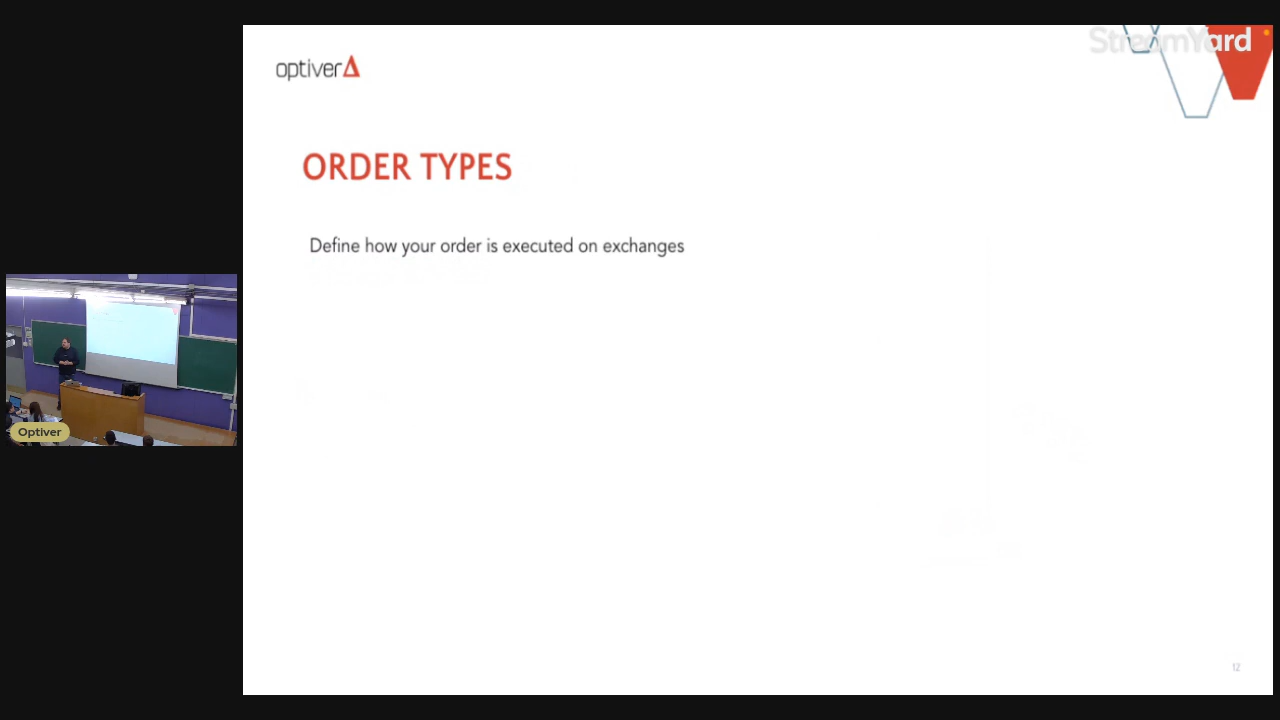 StreamYard
optiver
ORDER TYPES
Define how your order is executed on exchanges
Optiver
12